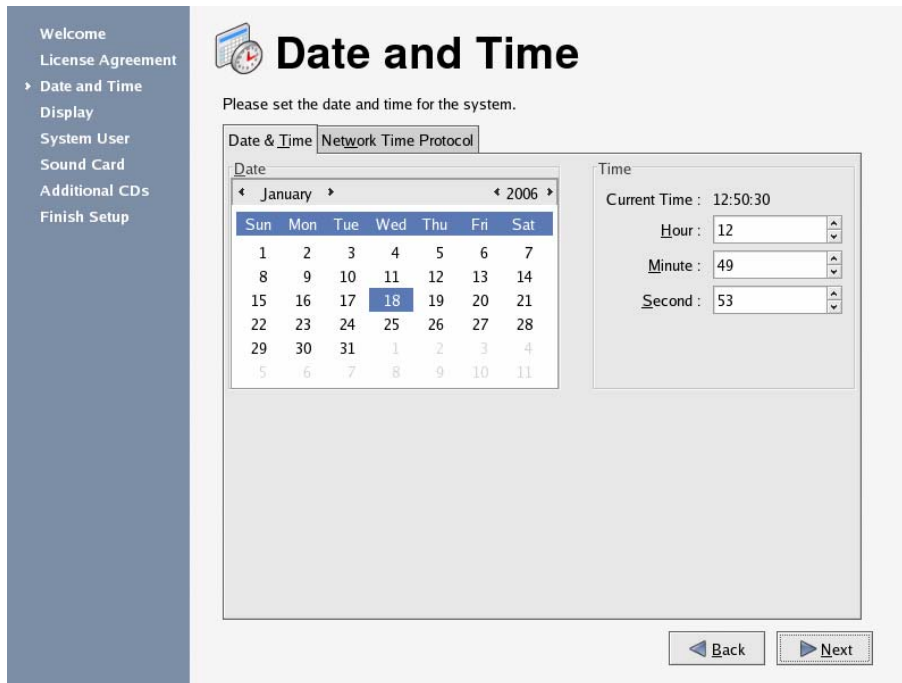 Welcome
License Agreement
Date and Time
Display
System User
Sound Card
Additional CDs
Finish Setup
Date and Time
Please set the date and time for the system.
Date & Time
Network Time Protocol
Date
January
2006
Sun Mon Tue Wed Thu Fri Sat
1 2 3 4 5 6 7
8 9 10 11 12 13 14
15 16 17 18 19 20 21
22 23 24 25 26 27 28
29 30 31 1 2 3 4
5 6 7 8 9 10 11
Time
Current Time : 12:50:30
Hour : 12
Minute : 49
Second : 53
Back
Next